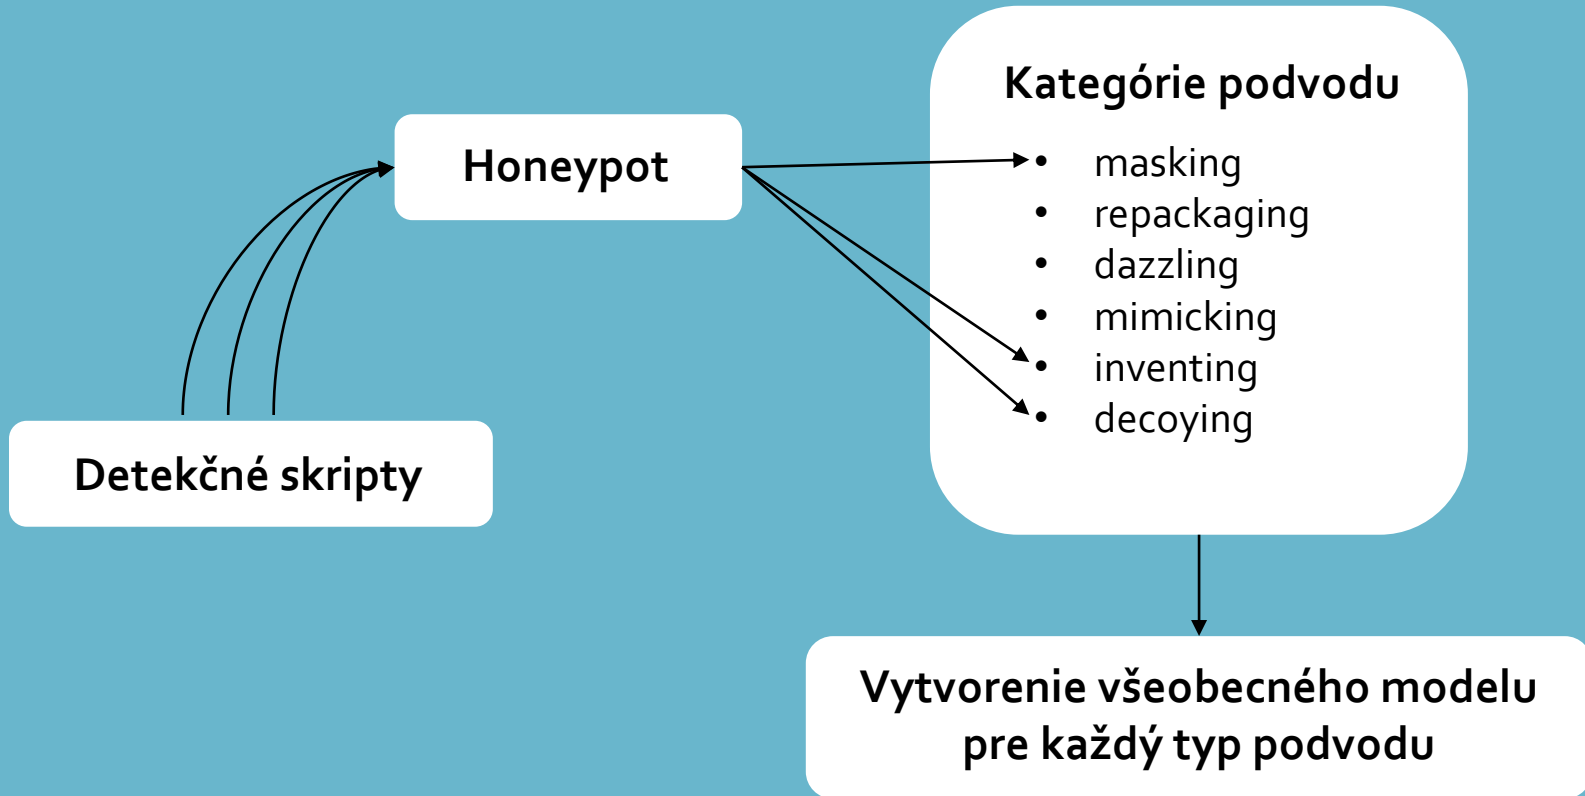 Kategórie podvodu
Honeypot
• masking
• repackaging
• dazzling
• mimicking
• inventing
• decoying
Detekčné skripty
Vytvorenie všeobecného modelu
pre každý typ podvodu